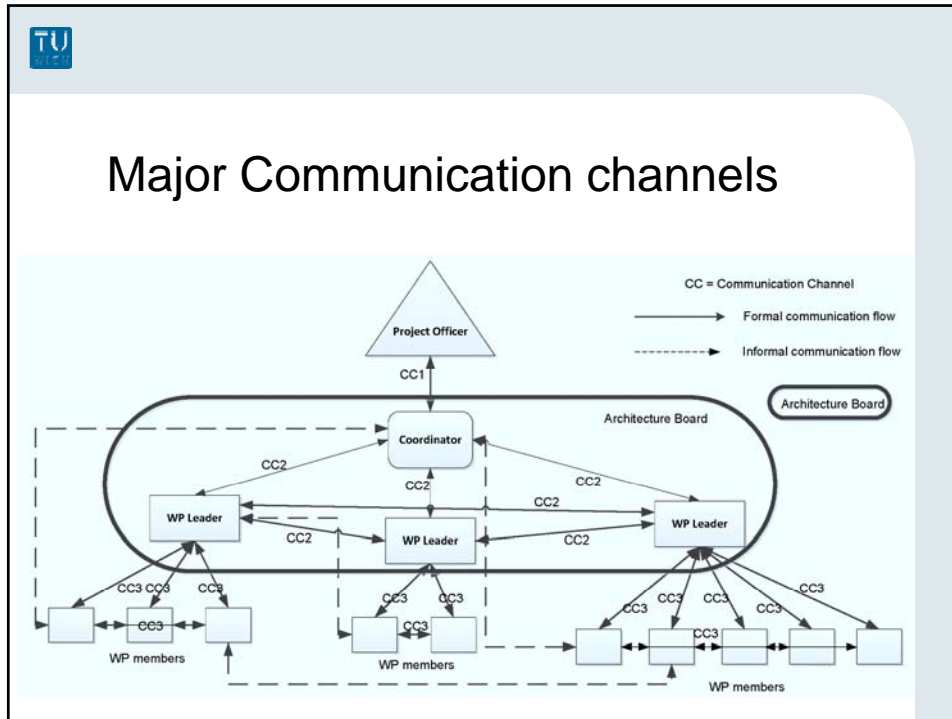 TU
WIEN
Major Communication channels
CC = Communication Channel
Formal communication flow
Informal communication flow
Architecture Board
Project Officer
CC1
Architecture Board
Coordinator
CC2
CC2
CC2
WP Leader
WP Leader
WP Leader
CC2
CC2
CC2
CC3
CC3
CC3
CC3
CC3
CC3
CC3
CC3
CC3
CC3
CC3
CC3
CC3
WP members
WP members
WP members